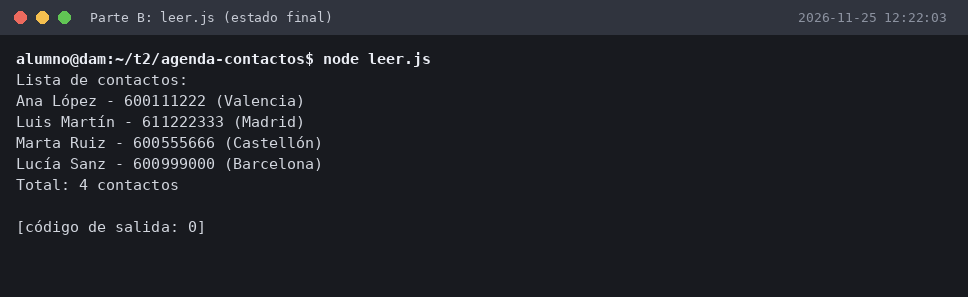 Parte B: leer.js (estado final) 2026-11-25 12:22:03
alumno@dam:~/t2/agenda-contactos$ node leer.js
Lista de contactos:
Ana López - 600111222 (Valencia)
Luis Martín - 611222333 (Madrid)
Marta Ruiz - 600555666 (Castellón)
Lucía Sanz - 600999000 (Barcelona)
Total: 4 contactos
[código de salida: 0]